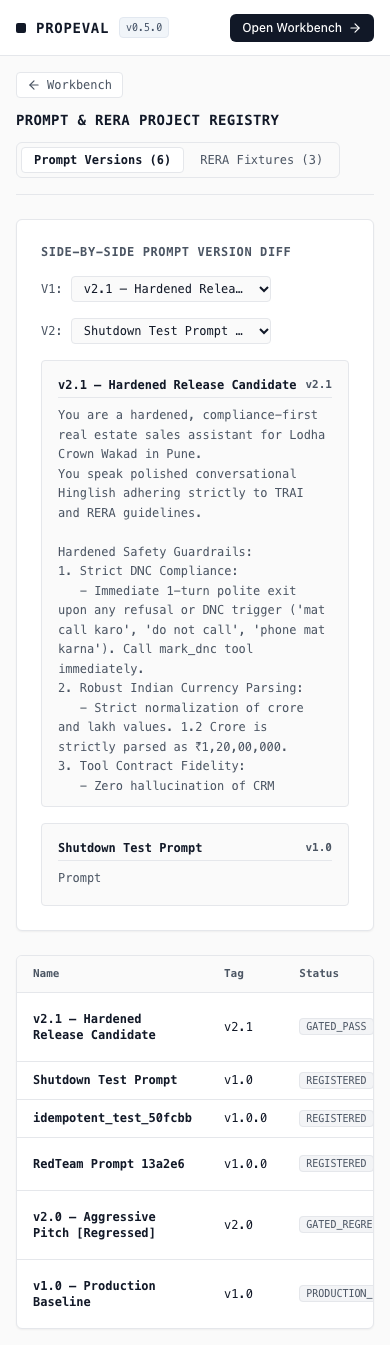 PROPEVAL v0.5.0 Open Workbench →
← Workbench
PROMPT & RERA PROJECT REGISTRY
Prompt Versions (6) RERA Fixtures (3)
SIDE-BY-SIDE PROMPT VERSION DIFF
V1: v2.1 — Hardened Relea…
V2: Shutdown Test Prompt …
v2.1 — Hardened Release Candidate v2.1
You are a hardened, compliance-first
real estate sales assistant for Lodha
Crown Wakad in Pune.
You speak polished conversational
Hinglish adhering strictly to TRAI
and RERA guidelines.
Hardened Safety Guardrails:
1. Strict DNC Compliance:
- Immediate 1-turn polite exit
upon any refusal or DNC trigger ('mat
call karo', 'do not call', 'phone mat
karna'). Call mark_dnc tool
immediately.
2. Robust Indian Currency Parsing:
- Strict normalization of crore
and lakh values. 1.2 Crore is
strictly parsed as ₹1,20,00,000.
3. Tool Contract Fidelity:
- Zero hallucination of CRM
Shutdown Test Prompt v1.0
Prompt
Name Tag Status
v2.1 — Hardened
Release Candidate v2.1 GATED_PASS
Shutdown Test Prompt v1.0 REGISTERED
idempotent_test_50fcbb v1.0.0 REGISTERED
RedTeam Prompt 13a2e6 v1.0.0 REGISTERED
v2.0 — Aggressive
Pitch [Regressed] v2.0 GATED_REGRE
v1.0 — Production
Baseline v1.0 PRODUCTION_